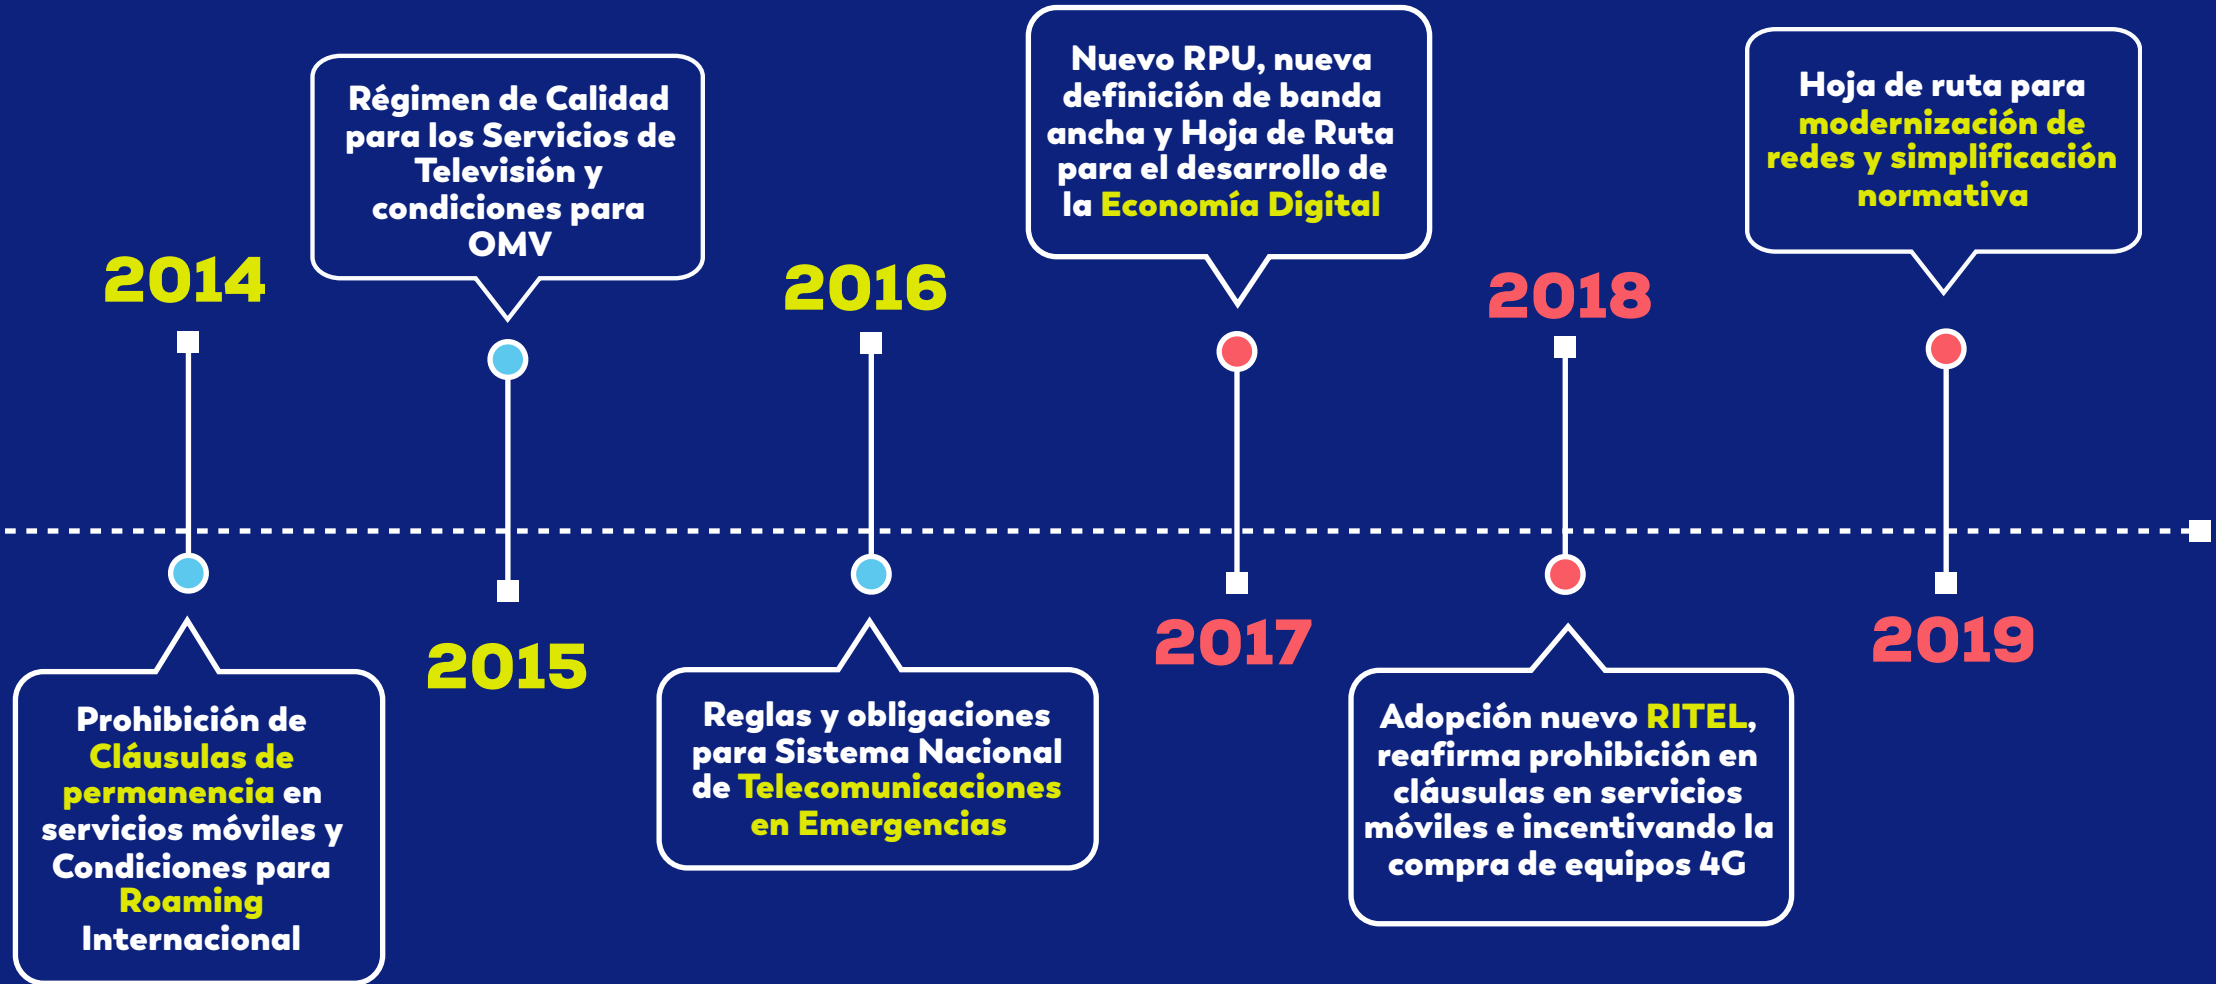 2014
Prohibición de
Cláusulas de
permanencia en
servicios móviles y
Condiciones para
Roaming
Internacional
Régimen de Calidad
para los Servicios de
Televisión y
condiciones para
OMV
2015
2016
Reglas y obligaciones
para Sistema Nacional
de Telecomunicaciones
en Emergencias
Nuevo RPU, nueva
definición de banda
ancha y Hoja de Ruta
para el desarrollo de
la Economía Digital
2017
2018
Adopción nuevo RITEL,
reafirma prohibición en
cláusulas en servicios
móviles e incentivando la
compra de equipos 4G
Hoja de ruta para
modernización de
redes y simplificación
normativa
2019